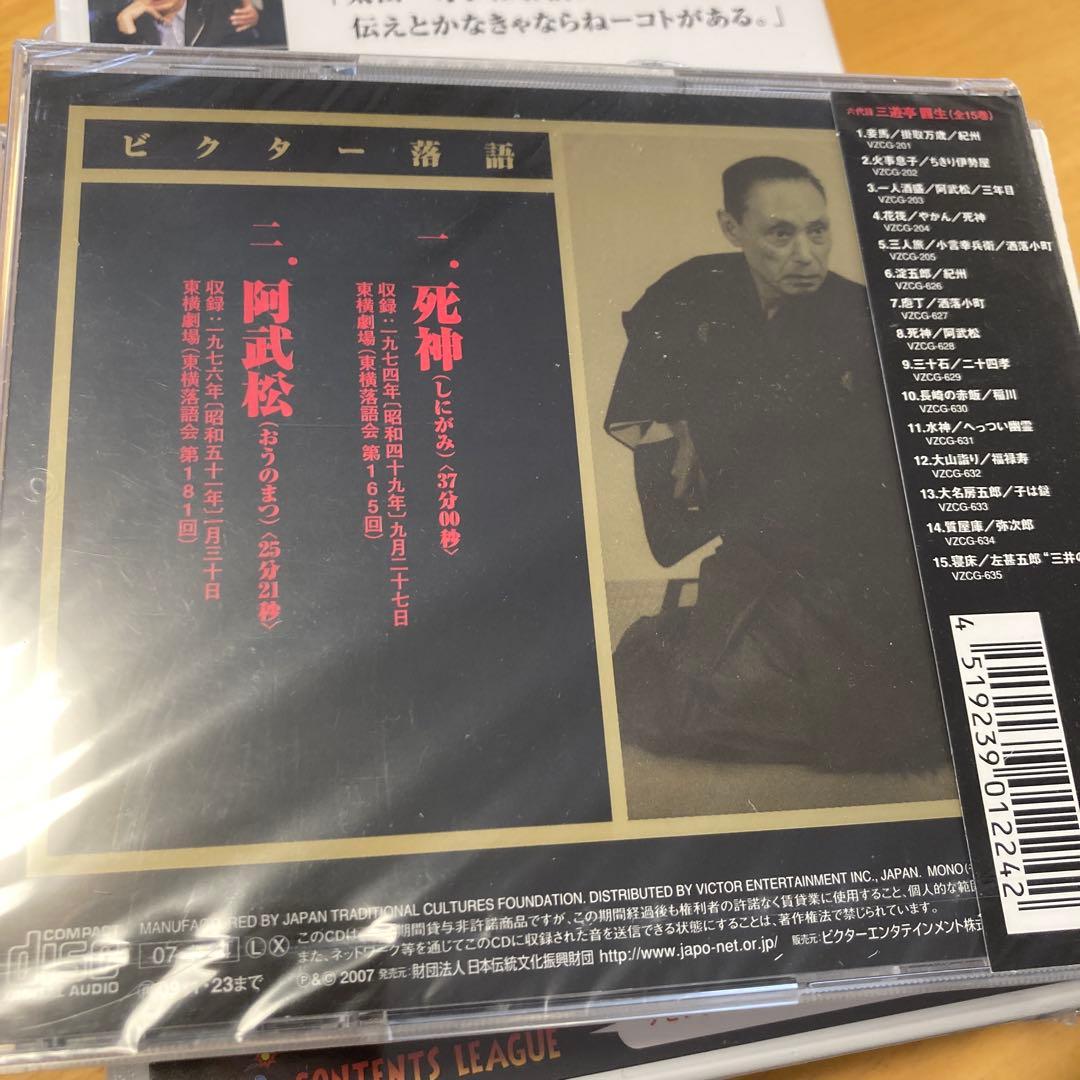 伝えとかなきゃならねーコトがある。」
ビクター落語
一．死神（しにがみ）〈37分00秒〉
収録：一九七四年［昭和四十九年］九月二十七日
東横劇場（東横落語会 第165回）
二．阿武松（おうのまつ）〈25分21秒〉
収録：一九七六年［昭和五十一年］一月三十日
東横劇場（東横落語会 第181回）
六代目 三遊亭 圓生（全15巻）
1.妾馬／掛取万歳／紀州
VZCG-201
2.火事息子／ちきり伊勢屋
VZCG-202
3.一人酒盛／阿武松／三年目
VZCG-203
4.花筏／やかん／死神
VZCG-204
5.三人旅／小言幸兵衛／洒落小町
VZCG-205
6.淀五郎／紀州
VZCG-626
7.庖丁／洒落小町
VZCG-627
8.死神／阿武松
VZCG-628
9.三十石／二十四孝
VZCG-629
10.長崎の赤飯／稲川
VZCG-630
11.水神／へっつい幽霊
VZCG-631
12.大山詣り／福禄寿
VZCG-632
13.大名房五郎／子は鎹
VZCG-633
14.質屋庫／弥次郎
VZCG-634
15.寝床／左甚五郎“三井の
VZCG-635
4 519239 012242
MANUFACTURED BY JAPAN TRADITIONAL CULTURES FOUNDATION. DISTRIBUTED BY VICTOR ENTERTAINMENT INC., JAPAN. MONO
このCDは 期間貸与非許諾商品ですが、この期間経過後も権利者の許諾なく賃貸業に使用すること、個人的な範囲
また、ネットワーク等を通じてこのCDに収録された音を送信できる状態にすることは、著作権法で禁じられています。
Ⓟ&© 2007 発売元：財団法人日本伝統文化振興財団 http://www.japo-net.or.jp/ 販売元：ビクターエンタテインメント株式
COMPACT
disc
DIGITAL AUDIO
07
L X
23まで
CONTENTS LEAGUE